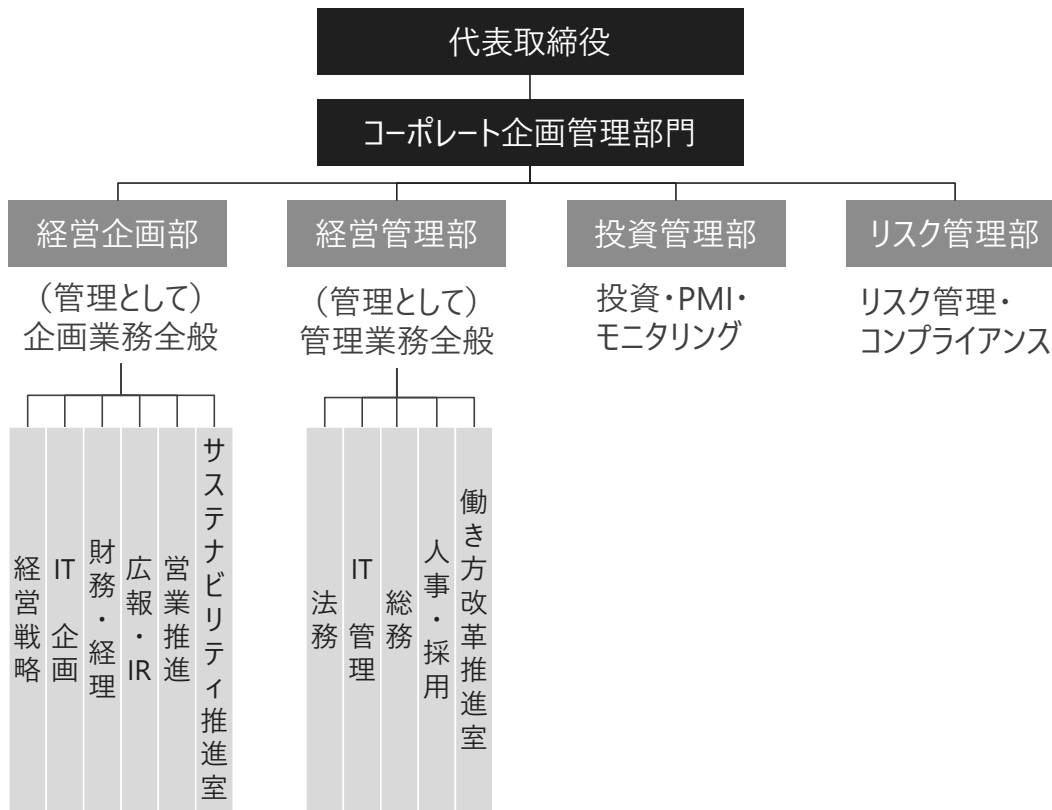 代表取締役
コーポレート企画管理部門
経営企画部
経営管理部
投資管理部
リスク管理部
（管理として）
企画業務全般
（管理として）
管理業務全般
投資・PMI・
モニタリング
リスク管理・
コンプライアンス
経営戦略
IT 企画
財務・経理
広報・IR
営業推進
サステナビリティ推進室
法務
IT 管理
総務
人事・採用
働き方改革推進室